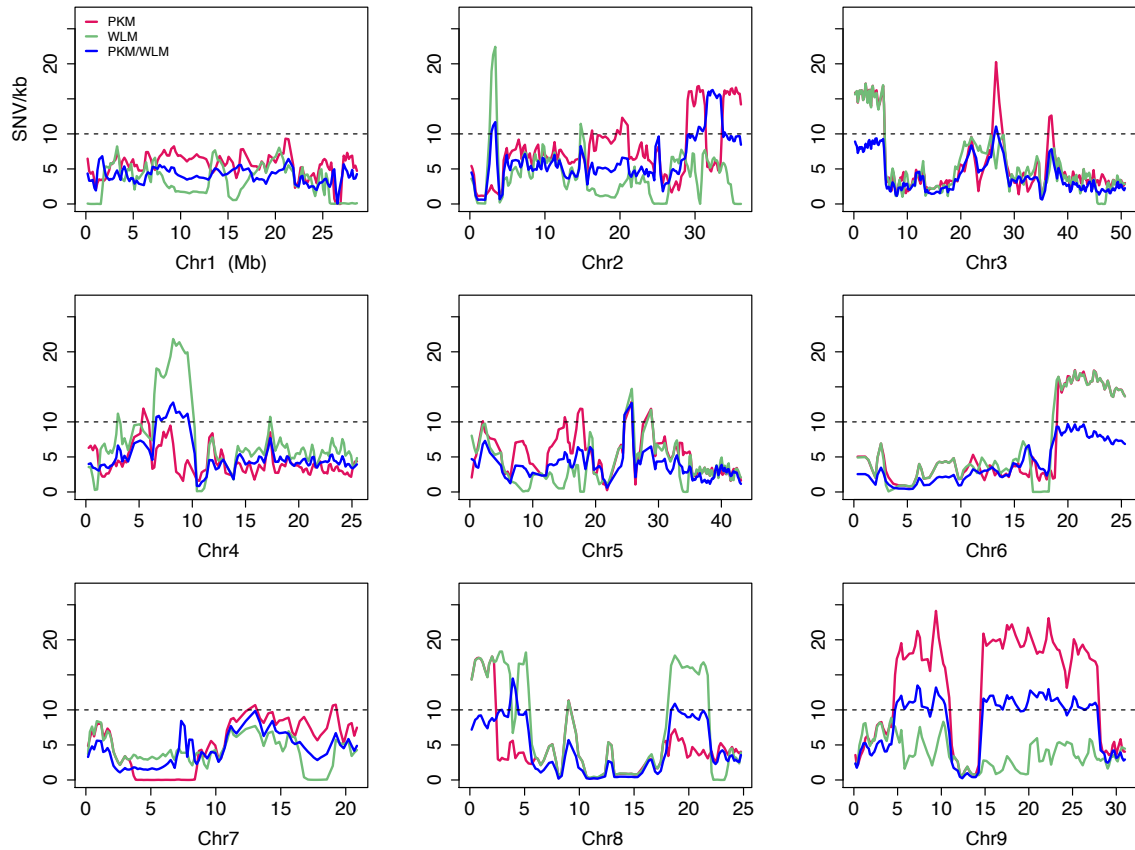 PKM
WLM
PKM/WLM
SNV/kb
0 5 10 20
0 5 10 15 20 25
Chr1 (Mb)
0 5 10 20
0 10 20 30
Chr2
0 5 10 20
0 10 20 30 40 50
Chr3
0 5 10 20
0 5 10 15 20 25
Chr4
0 5 10 20
0 10 20 30 40
Chr5
0 5 10 20
0 5 10 15 20 25
Chr6
0 5 10 20
0 5 10 15 20
Chr7
0 5 10 20
0 5 10 15 20 25
Chr8
0 5 10 20
0 5 10 15 20 25 30
Chr9